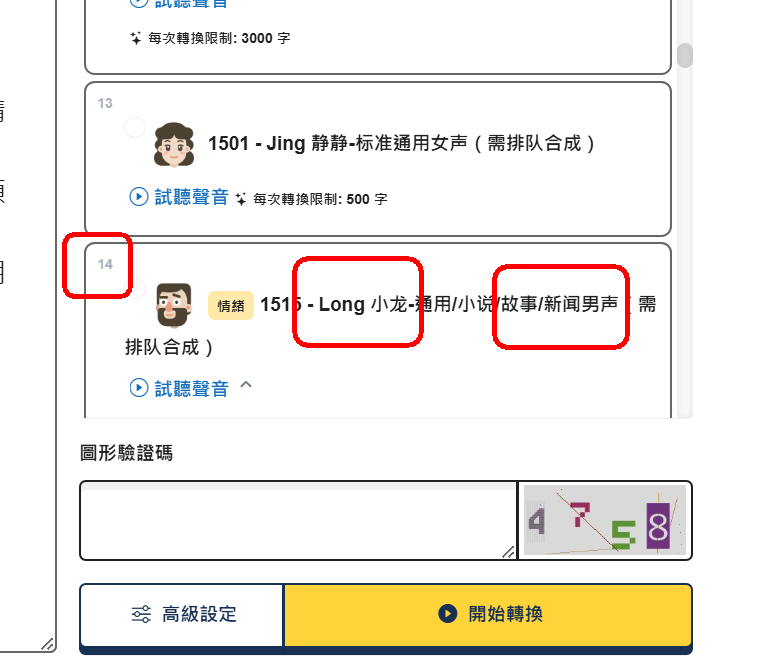 試聽聲音
每次轉換限制: 3000 字
13
1501 - Jing 静静-标准通用女声（需排队合成）
試聽聲音 每次轉換限制: 500 字
14
情緒 1515 - Long 小龙-通用/小说/故事/新闻男声（需
排队合成）
試聽聲音
圖形驗證碼
4758
高級設定 開始轉換